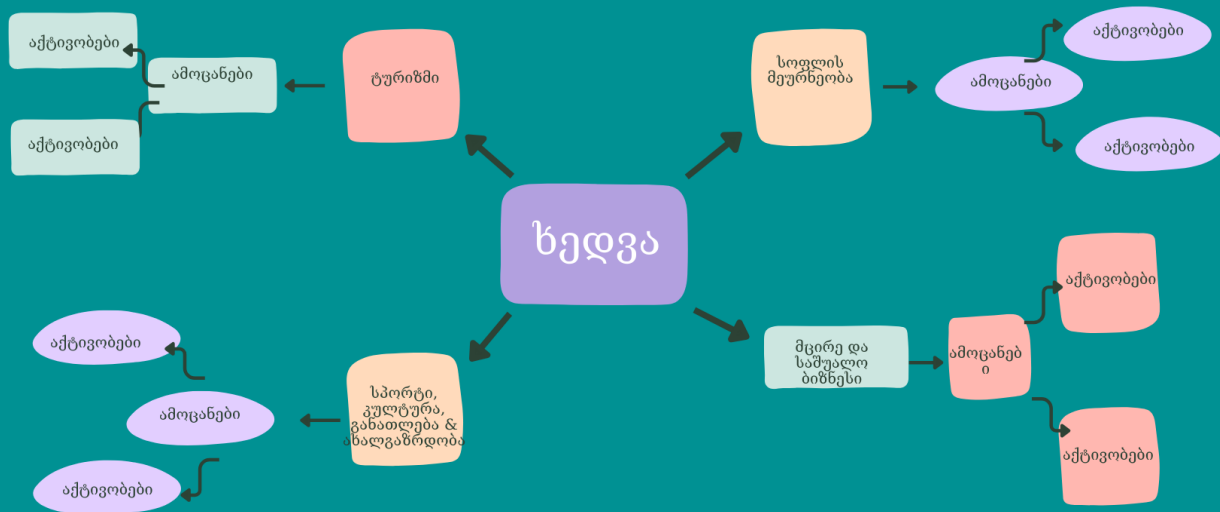 აქტივობები
ამოცანები
აქტივობები
ტურიზმი
სოფლის
მეურნეობა
ამოცანები
აქტივობები
აქტივობები
ხედვა
აქტივობები
ამოცანები
აქტივობები
სპორტი,
კულტურა,
განათლება &
ახალგაზრდობა
მცირე და
საშუალო
ბიზნესი
ამოცანებ
ი
აქტივობები
აქტივობები